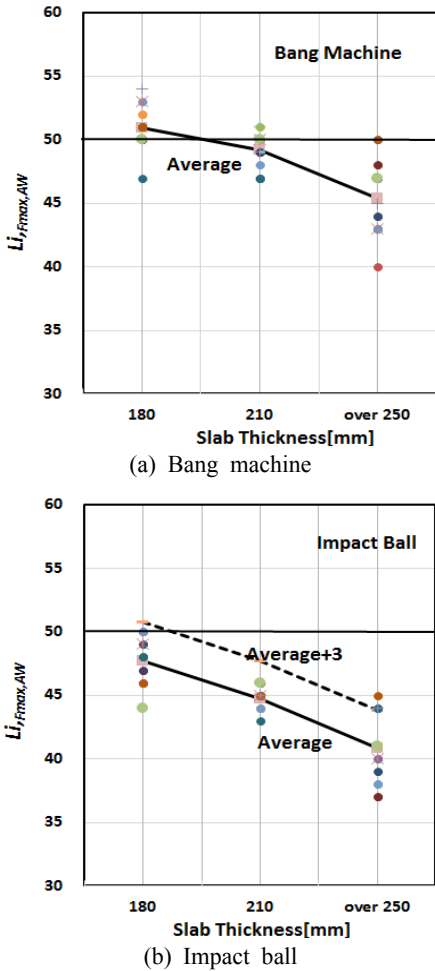 60
Bang Machine
55
50
Average
45
40
35
30
Li,Fmax,AW
180 210 over 250
Slab Thickness[mm]
(a) Bang machine
60
Impact Ball
55
50
Average+3
45
Average
40
35
30
Li,Fmax,AW
180 210 over 250
Slab Thickness[mm]
(b) Impact ball